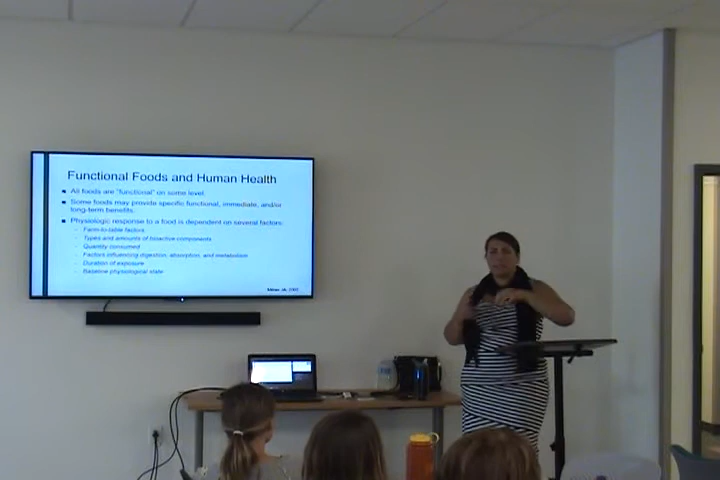 Functional Foods and Human Health
All foods are "functional" on some level.
Some foods may provide specific functional, immediate, and/or
long-term benefits.
Physiologic response to a food is dependent on several factors:
- Farm-to-table factors
- Types and amounts of bioactive components
- Quantity consumed
- Factors influencing digestion, absorption, and metabolism
- Duration of exposure
- Baseline physiological state